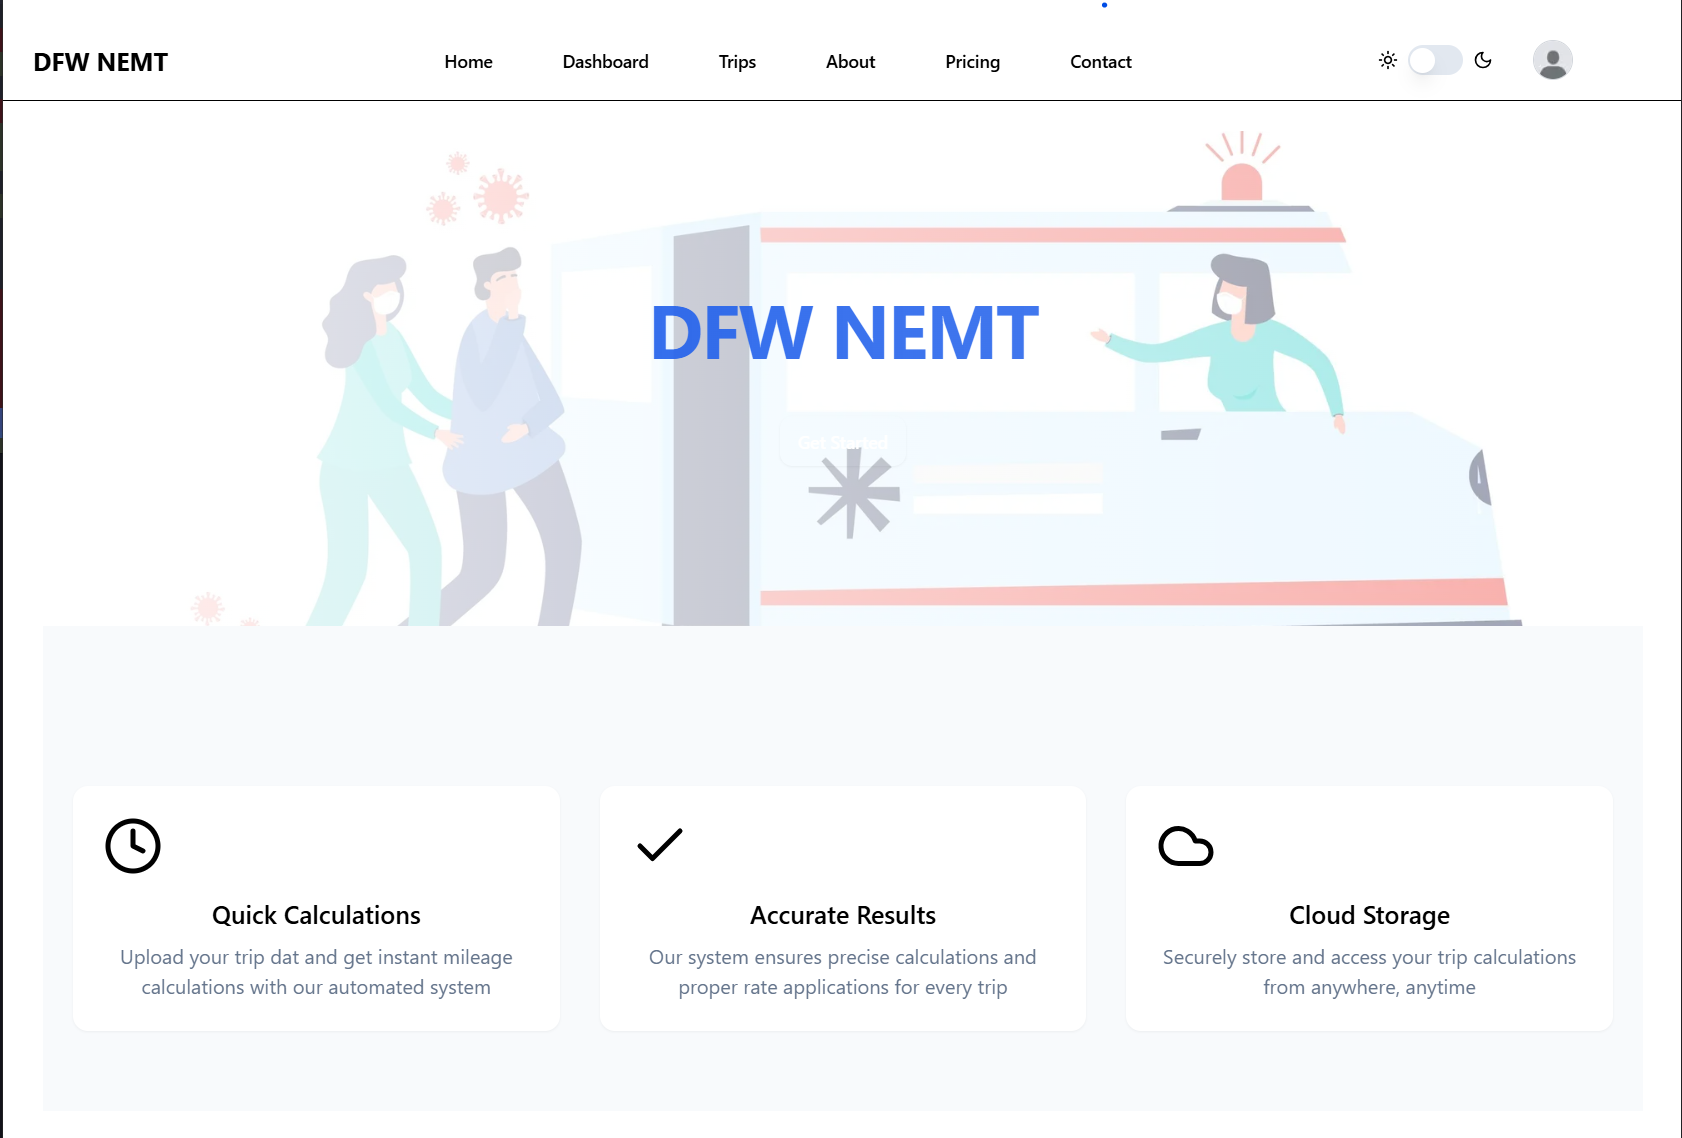 DFW NEMT
Home
Dashboard
Trips
About
Pricing
Contact
DFW NEMT
Get Started
Quick Calculations
Upload your trip dat and get instant mileage
calculations with our automated system
Accurate Results
Our system ensures precise calculations and
proper rate applications for every trip
Cloud Storage
Securely store and access your trip calculations
from anywhere, anytime